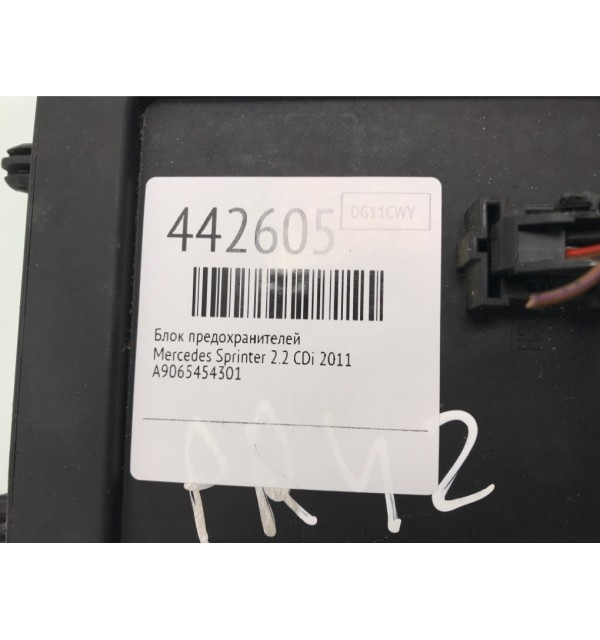 442605
DG11CWY
Блок предохранителей
Mercedes Sprinter 2.2 CDi 2011
A9065454301